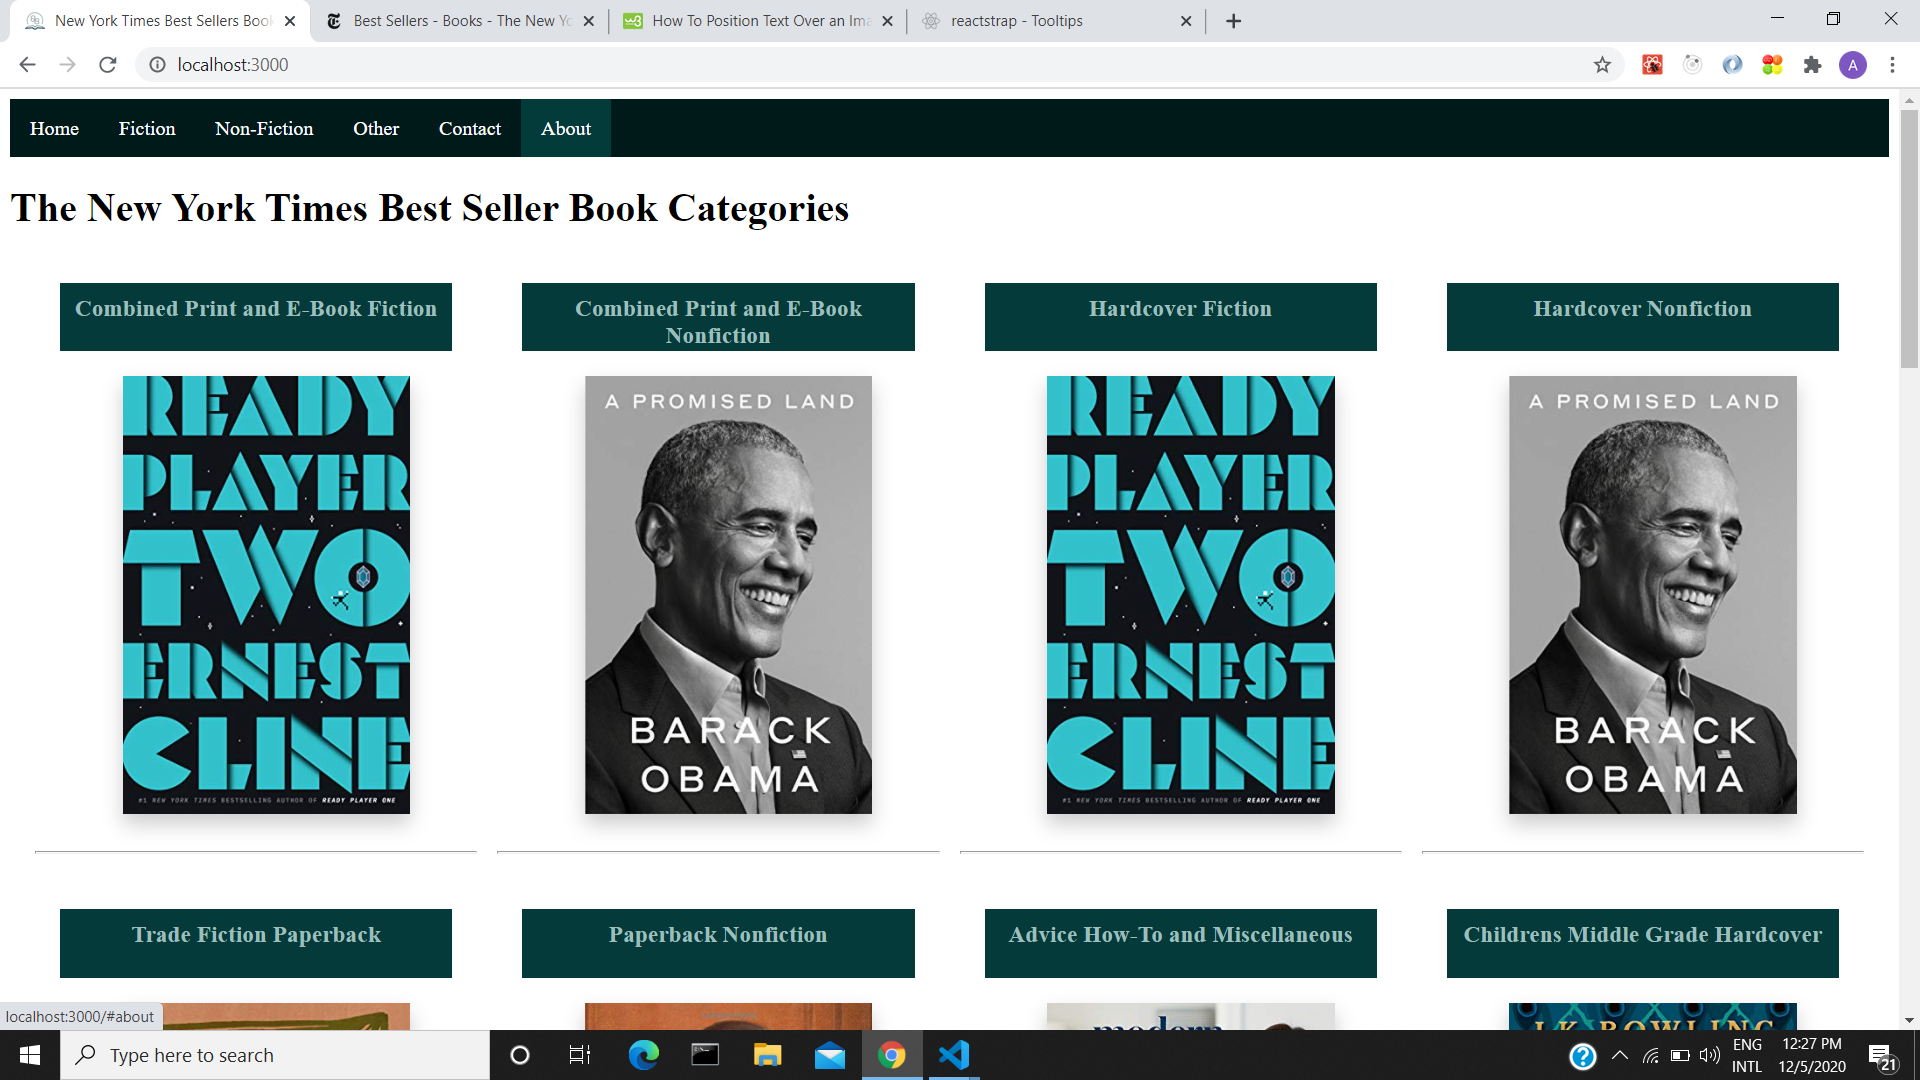 New York Times Best Sellers Boo
Best Sellers - Books - The New Yo
How To Position Text Over an Ima
reactstrap - Tooltips
localhost:3000
A
Home
Fiction
Non-Fiction
Other
Contact
About
The New York Times Best Seller Book Categories
Combined Print and E-Book Fiction
Combined Print and E-Book
Nonfiction
Hardcover Fiction
Hardcover Nonfiction
READY
PLAYER
TWO
ERNEST
CLINE
#1 NEW YORK TIMES BESTSELLING AUTHOR OF READY PLAYER ONE
A PROMISED LAND
BARACK
OBAMA
READY
PLAYER
TWO
ERNEST
CLINE
#1 NEW YORK TIMES BESTSELLING AUTHOR OF READY PLAYER ONE
A PROMISED LAND
BARACK
OBAMA
Trade Fiction Paperback
Paperback Nonfiction
Advice How-To and Miscellaneous
Childrens Middle Grade Hardcover
modern
J.K. ROWLING
localhost:3000/#about
Type here to search
ENG
INTL
12:27 PM
12/5/2020
21